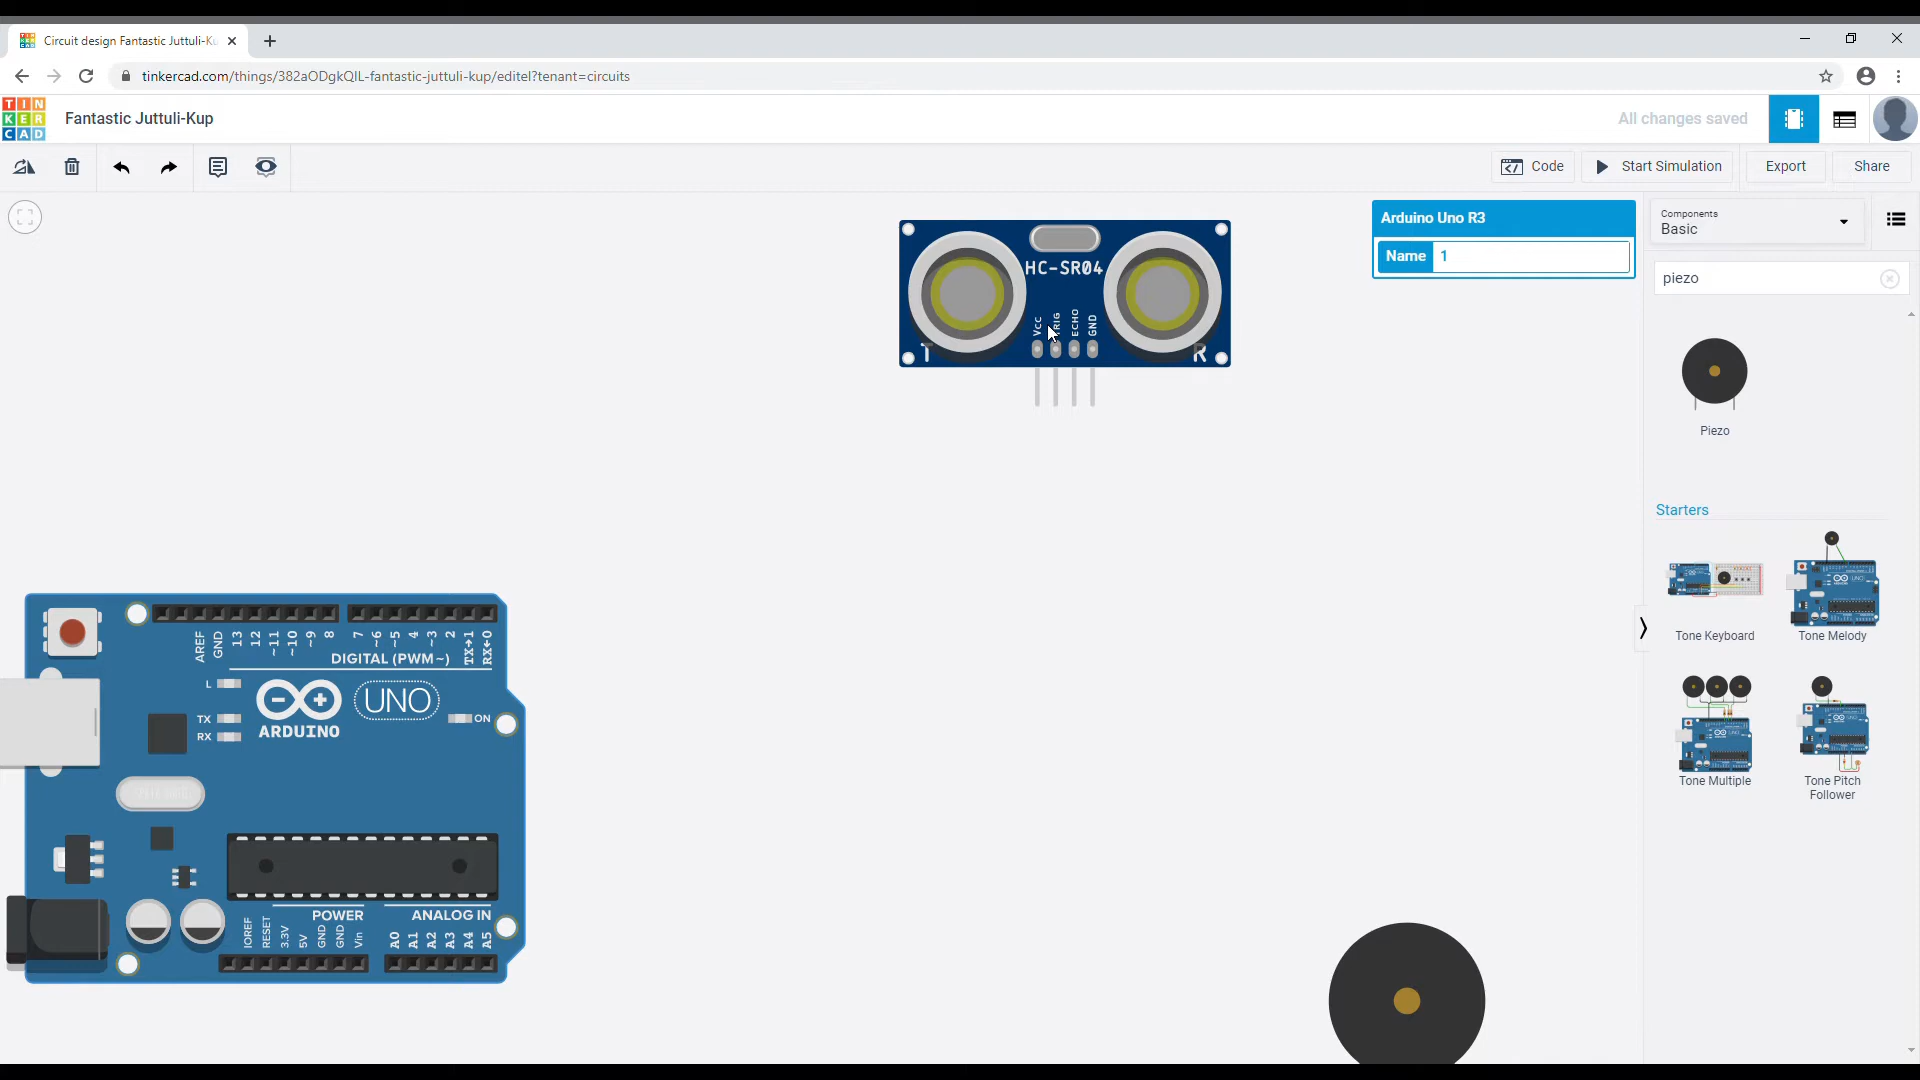 Circuit design Fantastic Juttuli-Ku
tinkercad.com/things/382aODgkQIL-fantastic-juttuli-kup/editel?tenant=circuits
TIN
KER
CAD
Fantastic Juttuli-Kup
All changes saved
Code
Start Simulation
Export
Share
HC-SR04
VCC
TRIG
ECHO
GND
T
R
Arduino Uno R3
Name 1
Components
Basic
piezo
Piezo
Starters
Tone Keyboard
Tone Melody
Tone Multiple
Tone Pitch
Follower
AREF
GND
13
12
~11
~10
~9
8
7
~6
~5
4
~3
2
TX→1
RX←0
DIGITAL (PWM~)
L
TX
RX
ARDUINO
UNO
ON
POWER
ANALOG IN
IOREF
RESET
3.3V
5V
GND
GND
Vin
A0
A1
A2
A3
A4
A5